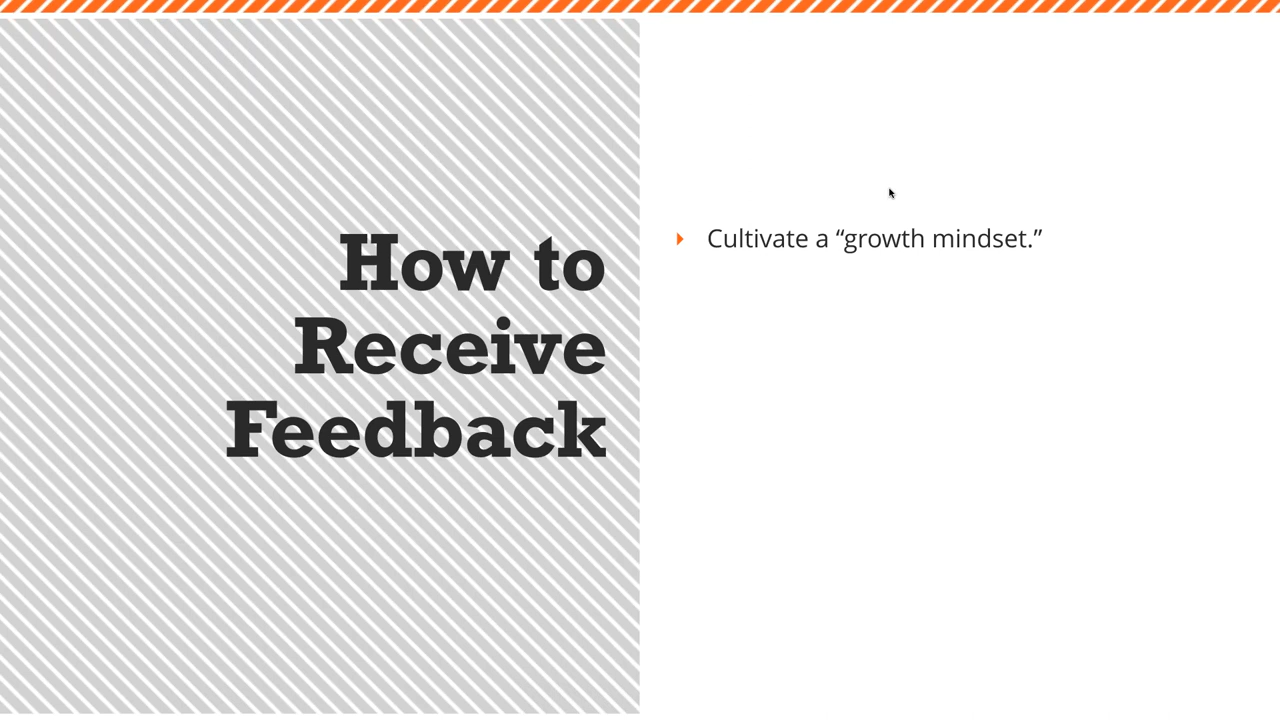 How to
Receive
Feedback
Cultivate a “growth mindset.”